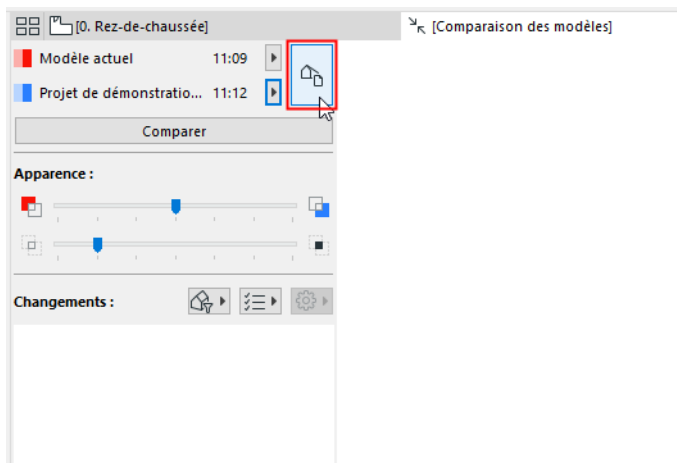 [0. Rez-de-chaussée]
[Comparaison des modèles]
Modèle actuel 11:09
Projet de démonstratio... 11:12
Comparer
Apparence :
Changements :